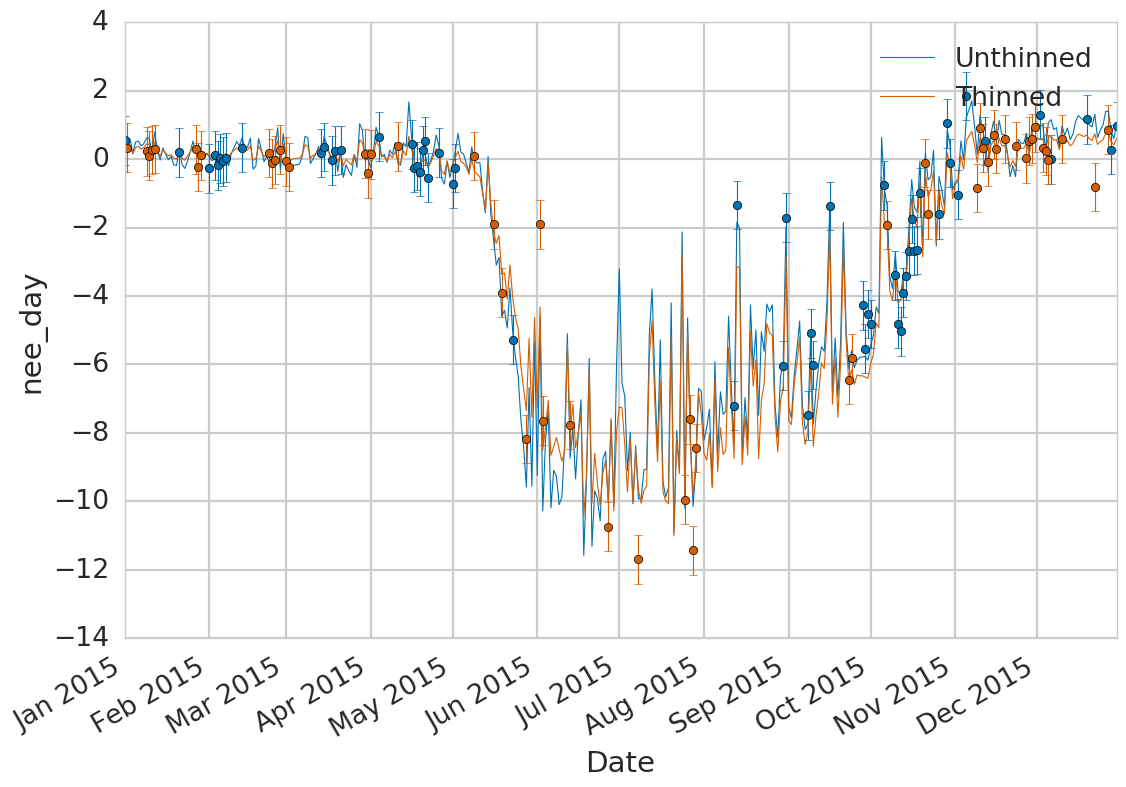 4
2
0
−2
−4
−6
−8
−10
−12
−14
nee_day
Unthinned
Thinned
Jan 2015
Feb 2015
Mar 2015
Apr 2015
May 2015
Jun 2015
Jul 2015
Aug 2015
Sep 2015
Oct 2015
Nov 2015
Dec 2015
Date